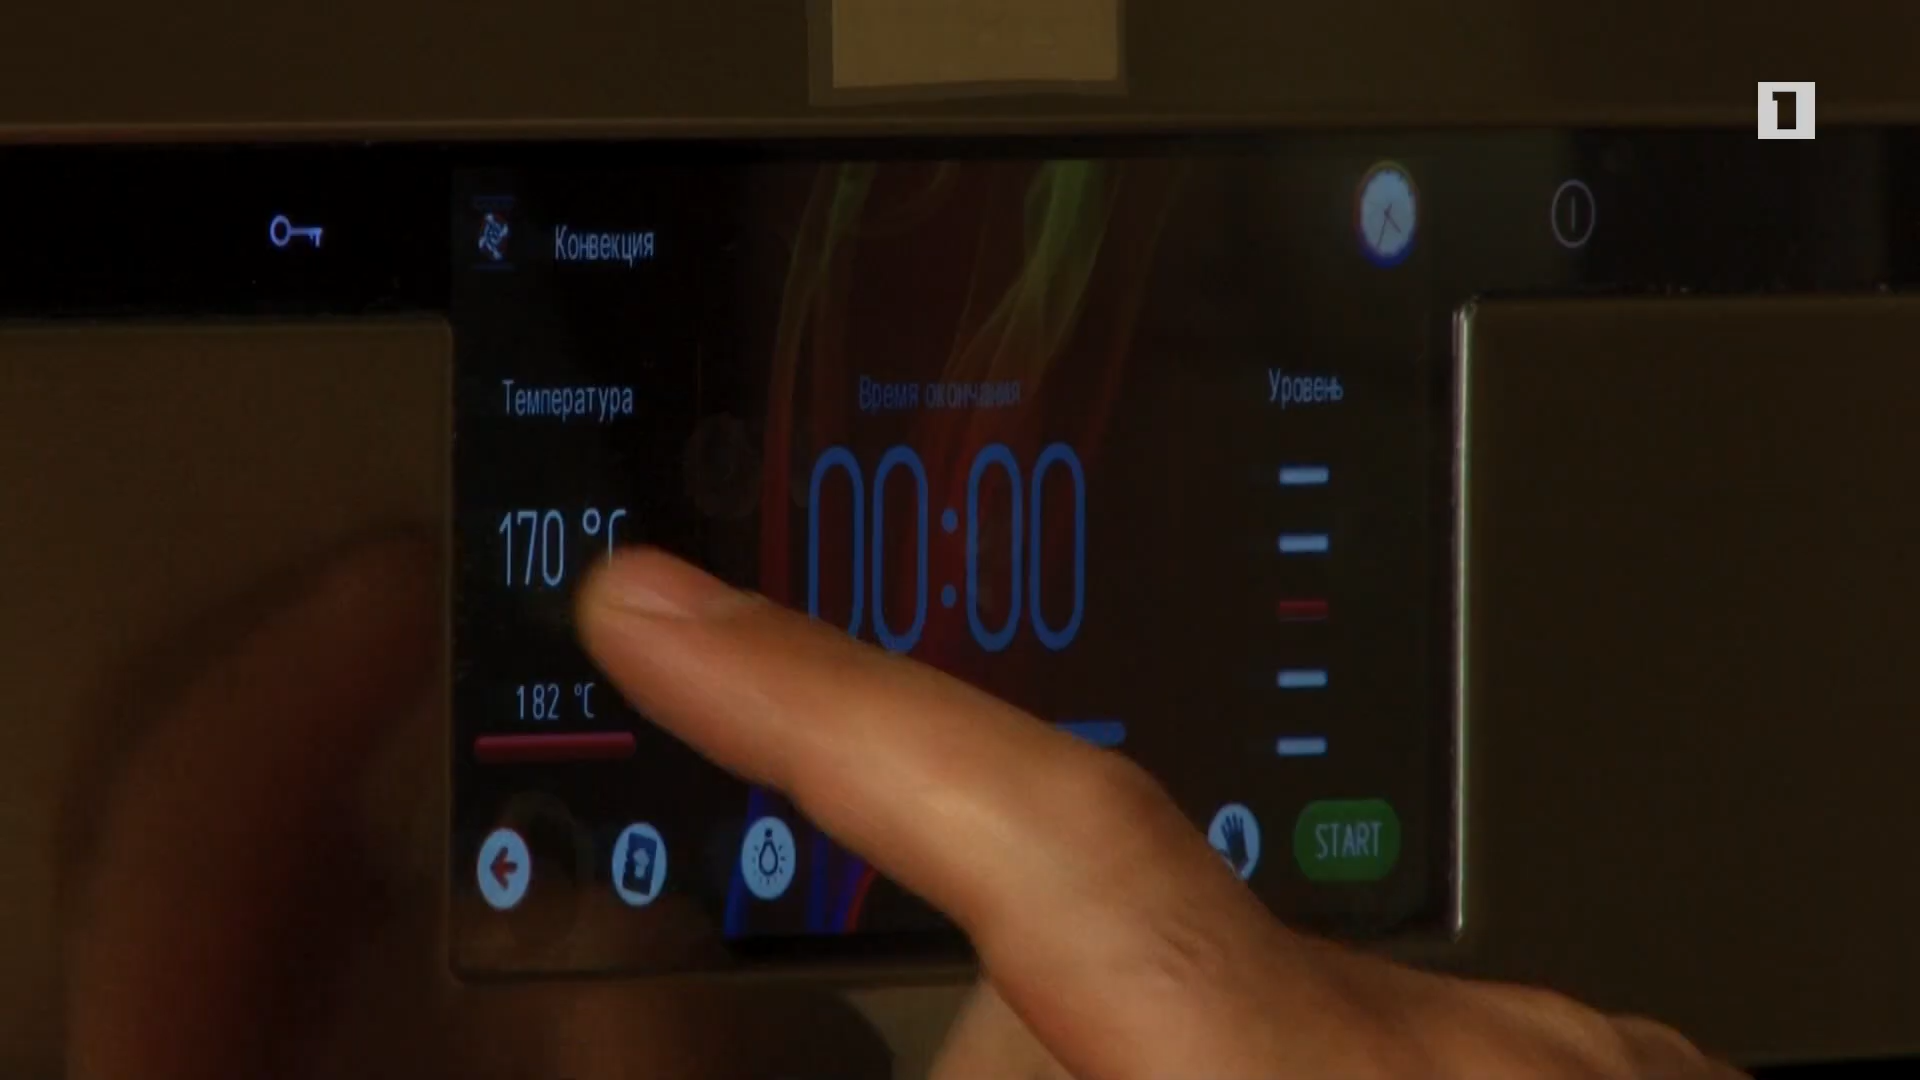 1
Конвекция
Температура
Время окончания
Уровень
170 °C
00:00
182 °C
START